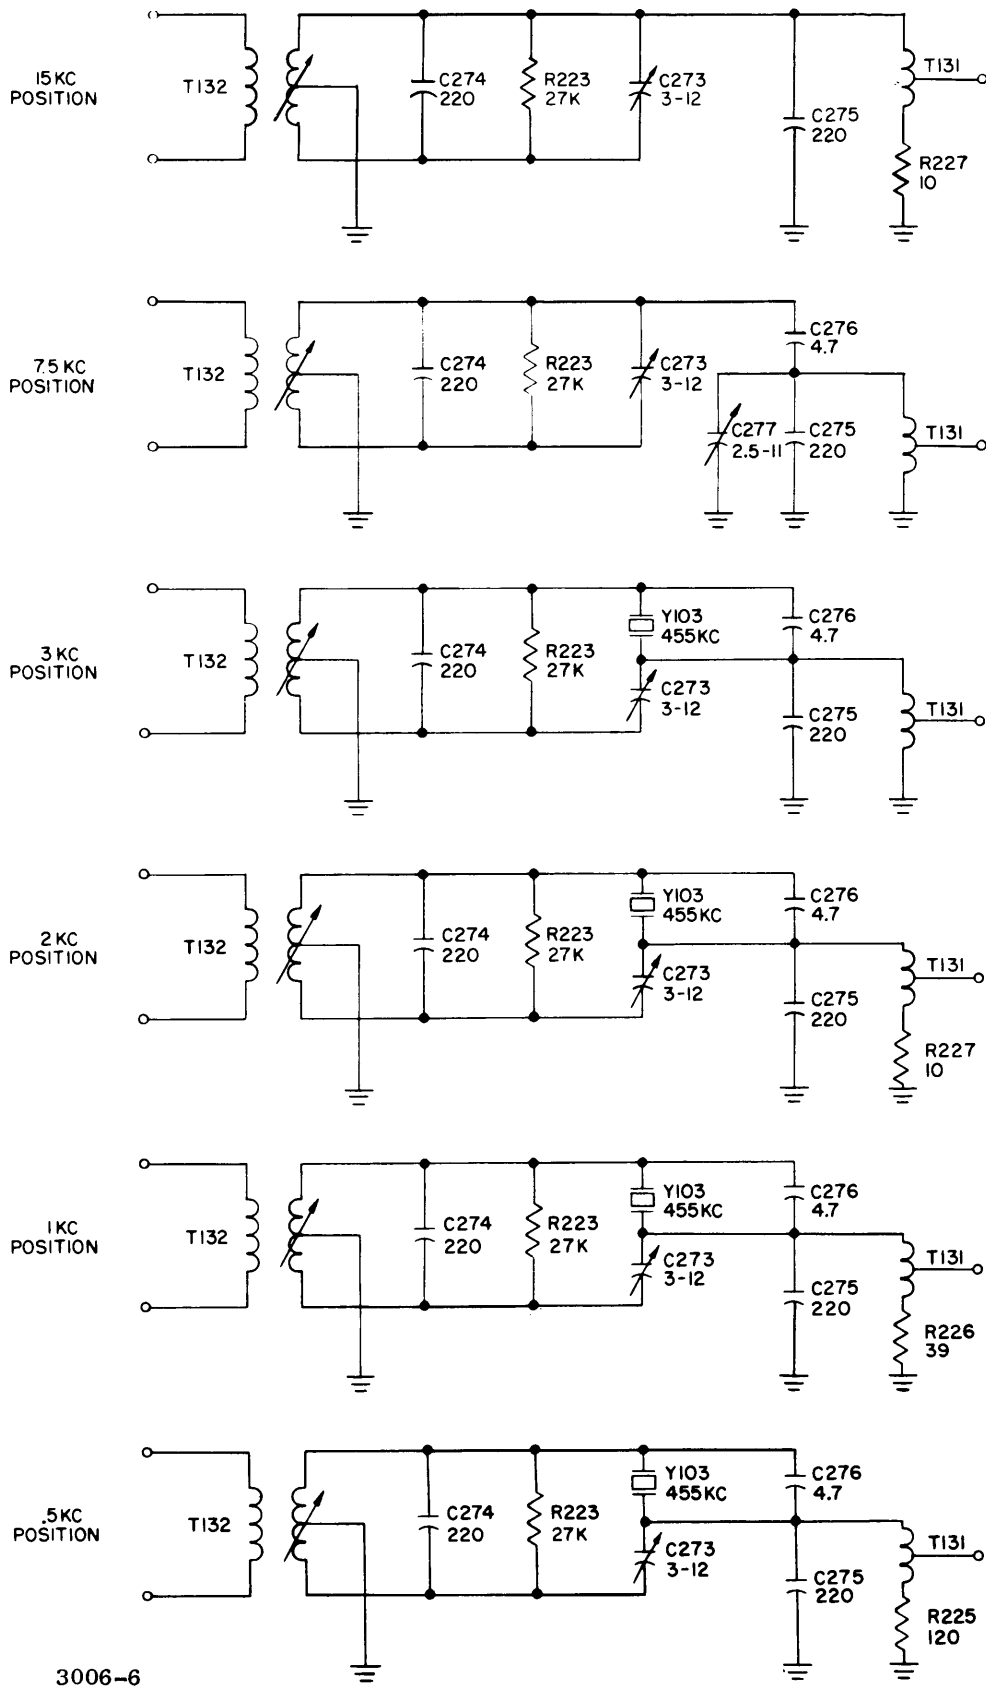 15 KC
POSITION
T132
C274
220
R223
27K
C273
3-12
C275
220
T131
R227
10
7.5 KC
POSITION
T132
C274
220
R223
27K
C273
3-12
C276
4.7
C277
2.5-11
C275
220
T131
3 KC
POSITION
T132
C274
220
R223
27K
Y103
455KC
C273
3-12
C276
4.7
C275
220
T131
2 KC
POSITION
T132
C274
220
R223
27K
Y103
455KC
C273
3-12
C276
4.7
C275
220
T131
R227
10
1 KC
POSITION
T132
C274
220
R223
27K
Y103
455KC
C273
3-12
C276
4.7
C275
220
T131
R226
39
.5 KC
POSITION
T132
C274
220
R223
27K
Y103
455KC
C273
3-12
C276
4.7
C275
220
T131
R225
120
3006-6